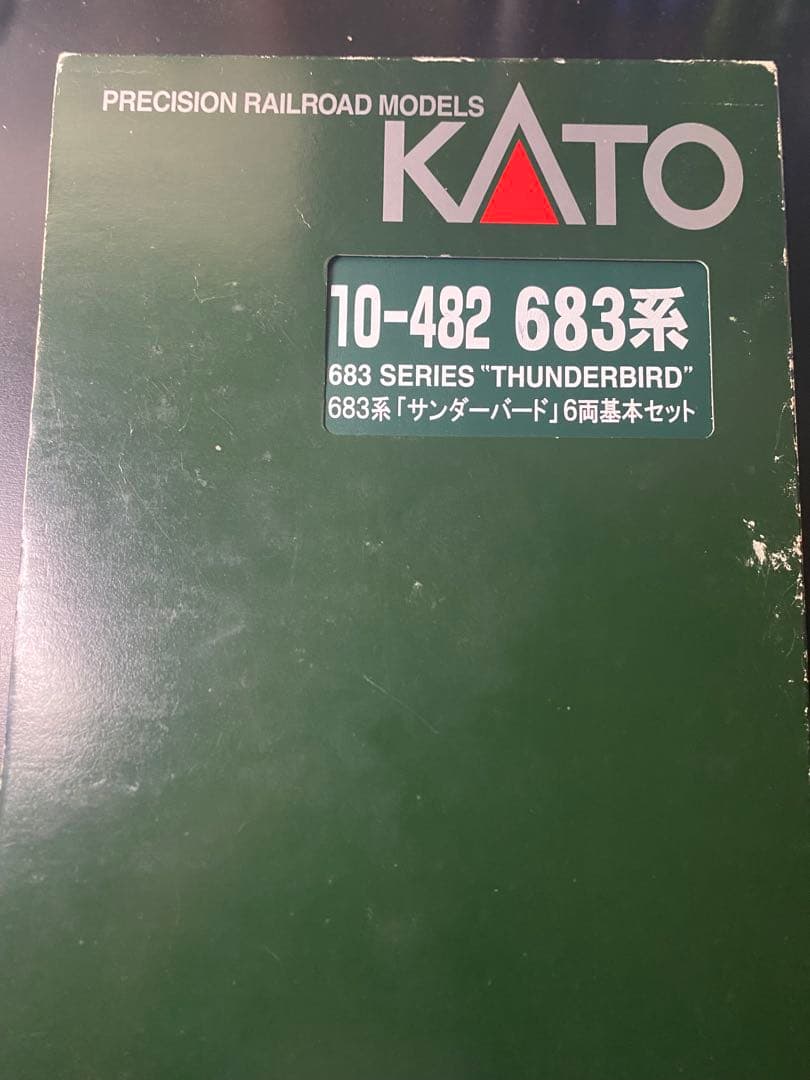 PRECISION RAILROAD MODELS
KATO
10-482 683系
683 SERIES “THUNDERBIRD”
683系「サンダーバード」6両基本セット